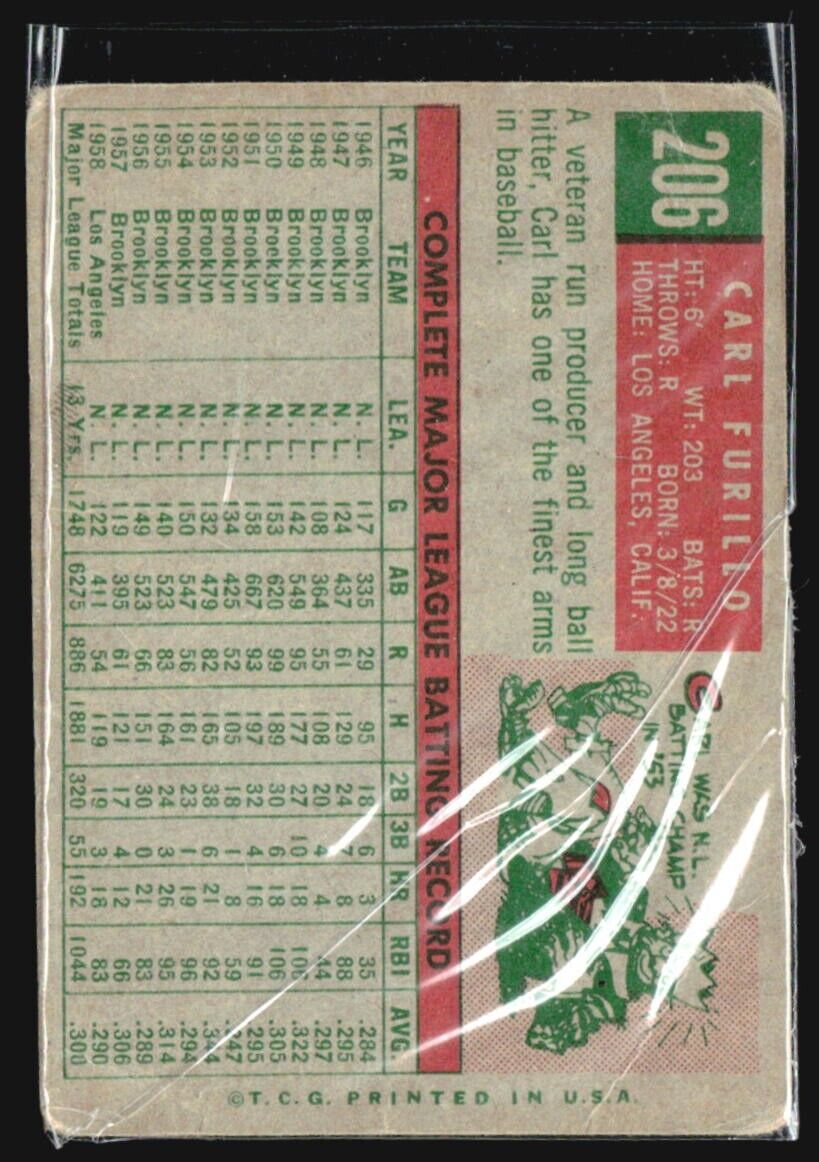 206
CARL FURILLO
HT: 6' WT: 203 BATS: R
THROWS: R BORN: 3/8/22
HOME: LOS ANGELES, CALIF.
A veteran run producer and long ball
hitter, Carl has one of the finest arms
in baseball.
CARL WAS N.L.
BATTING CHAMP
IN '53
COMPLETE MAJOR LEAGUE BATTING RECORD
YEAR TEAM LEA. G AB R H 2B 3B HR RBI AVG
1946 Brooklyn N. L. 117 335 29 95 18 6 3 35 .284
1947 Brooklyn N. L. 124 437 61 129 24 7 8 88 .295
1948 Brooklyn N. L. 108 364 55 108 20 4 4 44 .297
1949 Brooklyn N. L. 142 549 95 177 27 10 18 106 .322
1950 Brooklyn N. L. 153 620 99 189 30 6 18 106 .305
1951 Brooklyn N. L. 158 667 93 197 32 4 16 91 .295
1952 Brooklyn N. L. 134 425 52 105 18 1 8 59 .247
1953 Brooklyn N. L. 132 479 82 165 38 6 21 92 .344
1954 Brooklyn N. L. 150 547 56 161 23 1 19 96 .294
1955 Brooklyn N. L. 140 523 83 164 24 3 26 95 .314
1956 Brooklyn N. L. 149 523 66 151 30 0 21 83 .289
1957 Brooklyn N. L. 119 395 61 121 17 4 12 66 .306
1958 Los Angeles N. L. 122 411 54 119 19 3 18 83 .290
Major League Totals 13 Yrs. 1748 6275 886 1881 320 55 192 1044 .300
©T. C. G. PRINTED IN U.S.A.